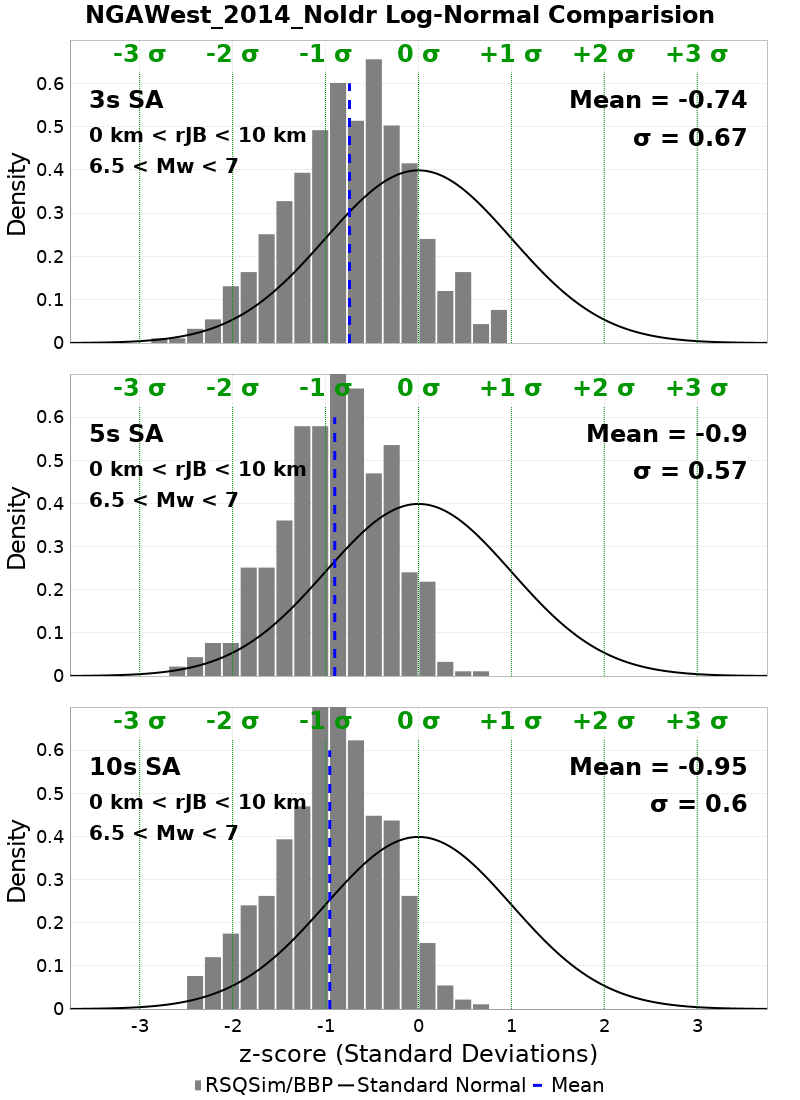 NGAWest_2014_NoIdr Log-Normal Comparision
-3 σ -2 σ -1 σ 0 σ +1 σ +2 σ +3 σ
3s SA
Mean = -0.74
0 km < rJB < 10 km
σ = 0.67
6.5 < Mw < 7
Density
0.6
0.5
0.4
0.3
0.2
0.1
0
-3 σ -2 σ -1 σ 0 σ +1 σ +2 σ +3 σ
5s SA
Mean = -0.9
0 km < rJB < 10 km
σ = 0.57
6.5 < Mw < 7
Density
0.6
0.5
0.4
0.3
0.2
0.1
0
-3 σ -2 σ -1 σ 0 σ +1 σ +2 σ +3 σ
10s SA
Mean = -0.95
0 km < rJB < 10 km
σ = 0.6
6.5 < Mw < 7
Density
0.6
0.5
0.4
0.3
0.2
0.1
0
-3 -2 -1 0 1 2 3
z-score (Standard Deviations)
RSQSim/BBP Standard Normal Mean